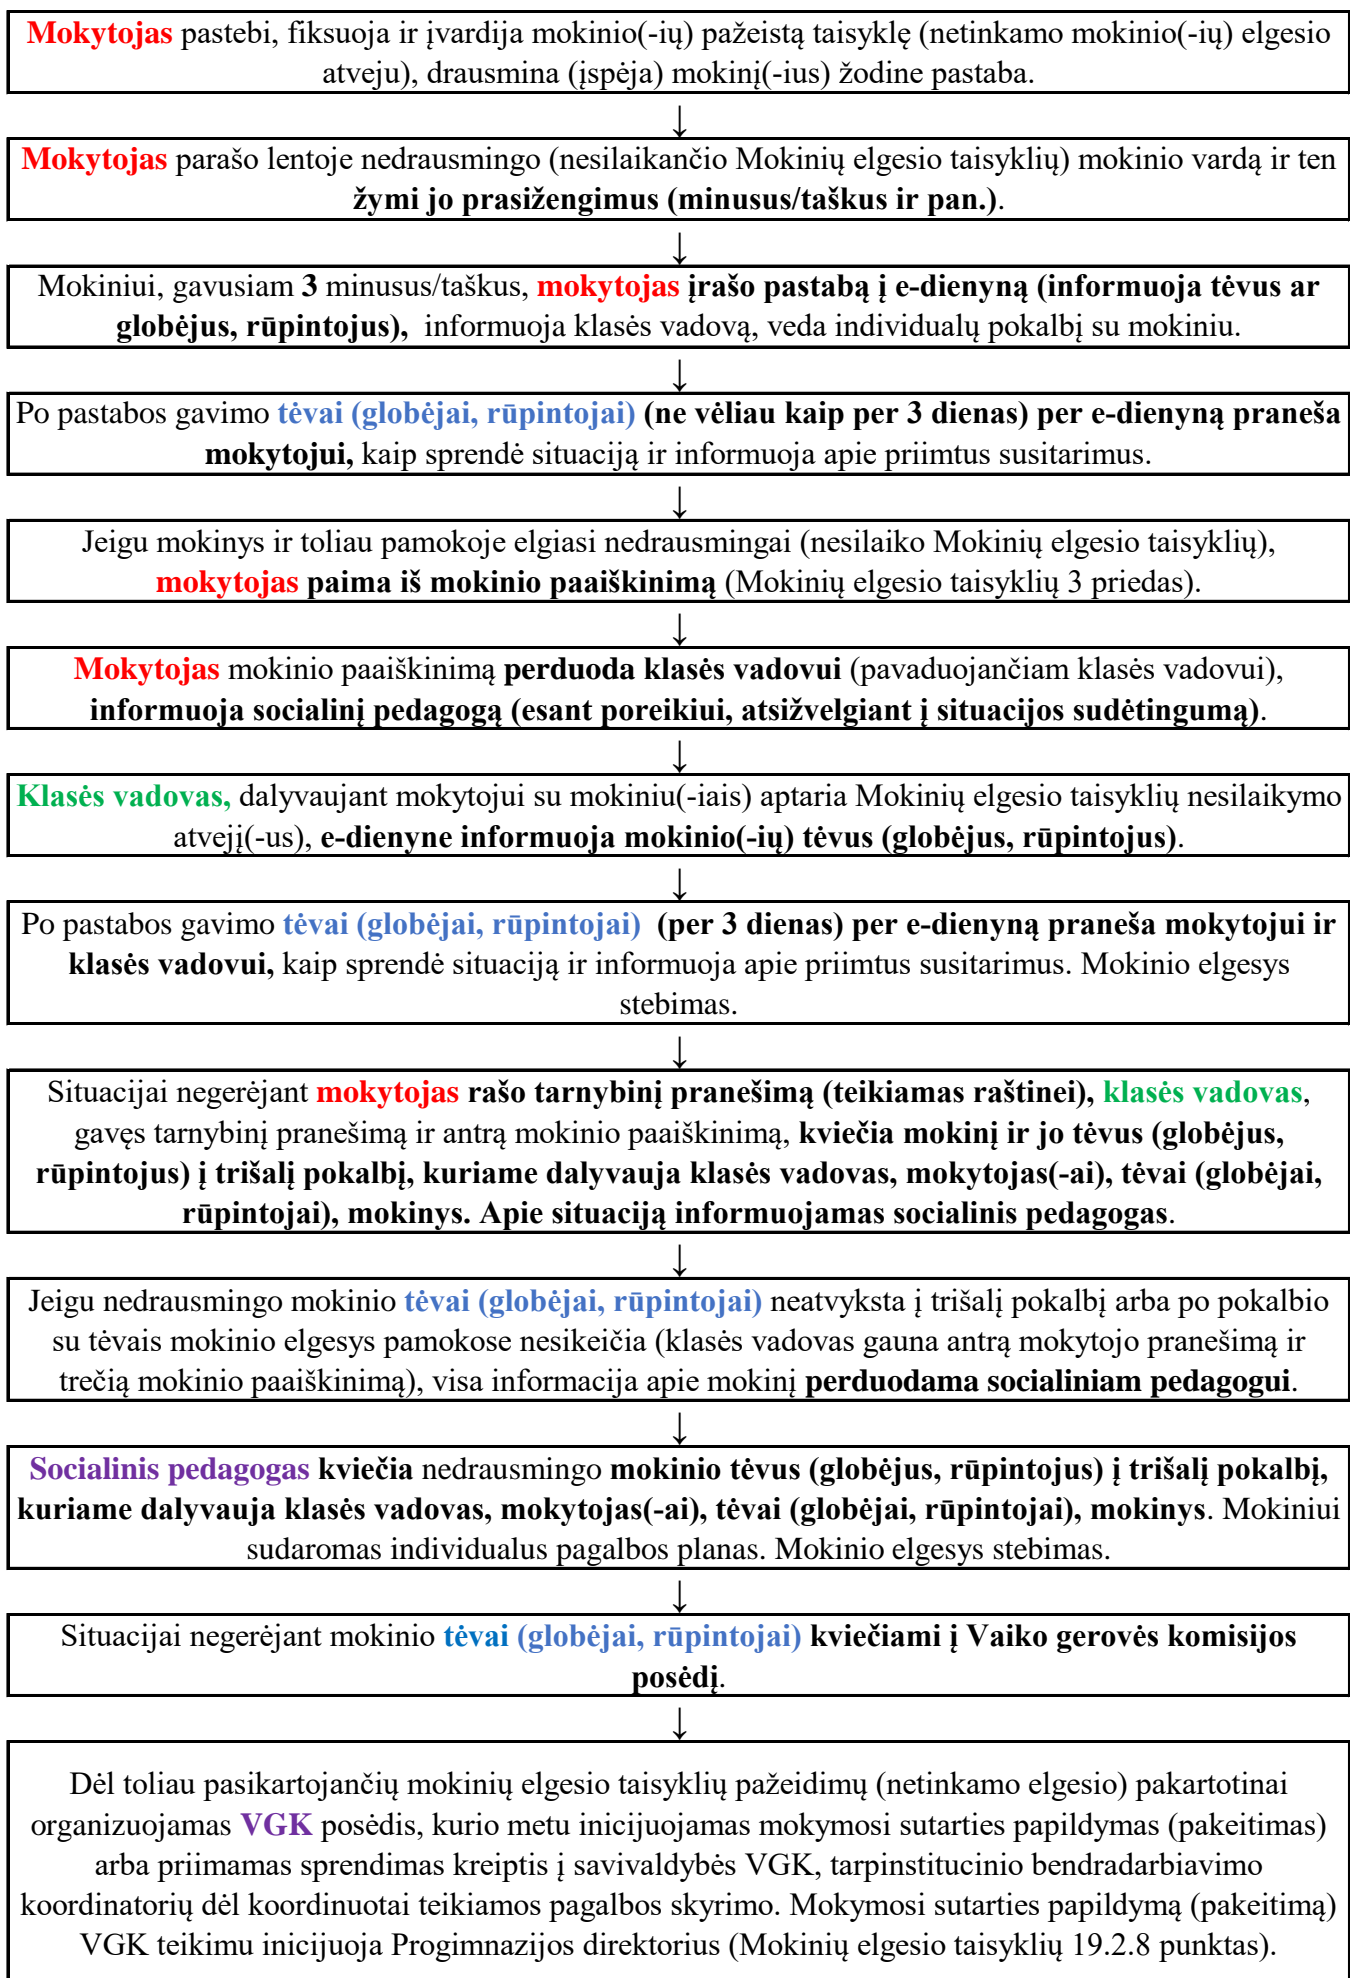 Mokytojas pastebi, fiksuoja ir įvardija mokinio(-ių) pažeistą taisyklę (netinkamo mokinio(-ių) elgesio
atveju), drausmina (įspėja) mokinį(-ius) žodine pastaba.
↓
Mokytojas parašo lentoje nedrausmingo (nesilaikančio Mokinių elgesio taisyklių) mokinio vardą ir ten
žymi jo prasižengimus (minusus/taškus ir pan.).
↓
Mokiniui, gavusiam 3 minusus/taškus, mokytojas įrašo pastabą į e-dienyną (informuoja tėvus ar
globėjus, rūpintojus), informuoja klasės vadovą, veda individualų pokalbį su mokiniu.
↓
Po pastabos gavimo tėvai (globėjai, rūpintojai) (ne vėliau kaip per 3 dienas) per e-dienyną praneša
mokytojui, kaip sprendė situaciją ir informuoja apie priimtus susitarimus.
↓
Jeigu mokinys ir toliau pamokoje elgiasi nedrausmingai (nesilaiko Mokinių elgesio taisyklių),
mokytojas paima iš mokinio paaiškinimą (Mokinių elgesio taisyklių 3 priedas).
↓
Mokytojas mokinio paaiškinimą perduoda klasės vadovui (pavaduojančiam klasės vadovui),
informuoja socialinį pedagogą (esant poreikiui, atsižvelgiant į situacijos sudėtingumą).
↓
Klasės vadovas, dalyvaujant mokytojui su mokiniu(-iais) aptaria Mokinių elgesio taisyklių nesilaikymo
atvejį(-us), e-dienyne informuoja mokinio(-ių) tėvus (globėjus, rūpintojus).
↓
Po pastabos gavimo tėvai (globėjai, rūpintojai) (per 3 dienas) per e-dienyną praneša mokytojui ir
klasės vadovui, kaip sprendė situaciją ir informuoja apie priimtus susitarimus. Mokinio elgesys
stebimas.
↓
Situacijai negerėjant mokytojas rašo tarnybinį pranešimą (teikiamas raštinei), klasės vadovas,
gavęs tarnybinį pranešimą ir antrą mokinio paaiškinimą, kviečia mokinį ir jo tėvus (globėjus,
rūpintojus) į trišalį pokalbį, kuriame dalyvauja klasės vadovas, mokytojas(-ai), tėvai (globėjai,
rūpintojai), mokinys. Apie situaciją informuojamas socialinis pedagogas.
↓
Jeigu nedrausmingo mokinio tėvai (globėjai, rūpintojai) neatvyksta į trišalį pokalbį arba po pokalbio
su tėvais mokinio elgesys pamokose nesikeičia (klasės vadovas gauna antrą mokytojo pranešimą ir
trečią mokinio paaiškinimą), visa informacija apie mokinį perduodama socialiniam pedagogui.
↓
Socialinis pedagogas kviečia nedrausmingo mokinio tėvus (globėjus, rūpintojus) į trišalį pokalbį,
kuriame dalyvauja klasės vadovas, mokytojas(-ai), tėvai (globėjai, rūpintojai), mokinys. Mokiniui
sudaromas individualus pagalbos planas. Mokinio elgesys stebimas.
↓
Situacijai negerėjant mokinio tėvai (globėjai, rūpintojai) kviečiami į Vaiko gerovės komisijos
posėdį.
↓
Dėl toliau pasikartojančių mokinių elgesio taisyklių pažeidimų (netinkamo elgesio) pakartotinai
organizuojamas VGK posėdis, kurio metu inicijuojamas mokymosi sutarties papildymas (pakeitimas)
arba priimamas sprendimas kreiptis į savivaldybės VGK, tarpinstitucinio bendradarbiavimo
koordinatorių dėl koordinuotai teikiamos pagalbos skyrimo. Mokymosi sutarties papildymą (pakeitimą)
VGK teikimu inicijuoja Progimnazijos direktorius (Mokinių elgesio taisyklių 19.2.8 punktas).